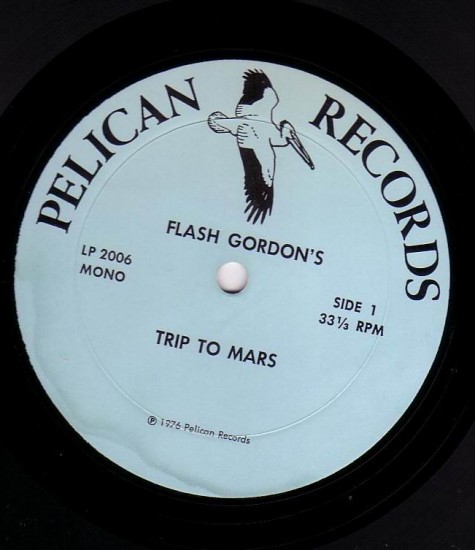 PELICAN RECORDS
FLASH GORDON'S
LP 2006
MONO
SIDE 1
33⅓ RPM
TRIP TO MARS
℗ 1976 Pelican Records